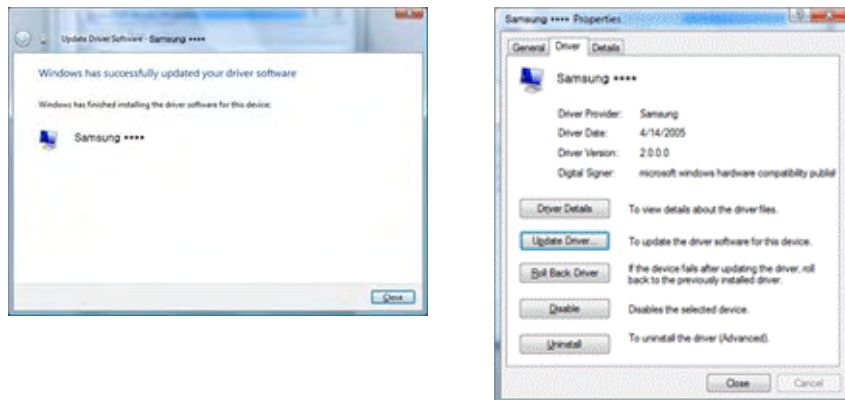 Update Driver Software - Samsung ****
Windows has successfully updated your driver software
Windows has finished installing the driver software for this device:
Samsung ****
Close
Samsung **** Properties
General Driver Details
Samsung ****
Driver Provider: Samsung
Driver Date: 4/14/2005
Driver Version: 2.0.0.0
Digital Signer: microsoft windows hardware compatibility publis
Driver Details To view details about the driver files.
Update Driver... To update the driver software for this device.
Roll Back Driver If the device fails after updating the driver, roll
back to the previously installed driver.
Disable Disables the selected device.
Uninstall To uninstall the driver (Advanced).
Close Cancel